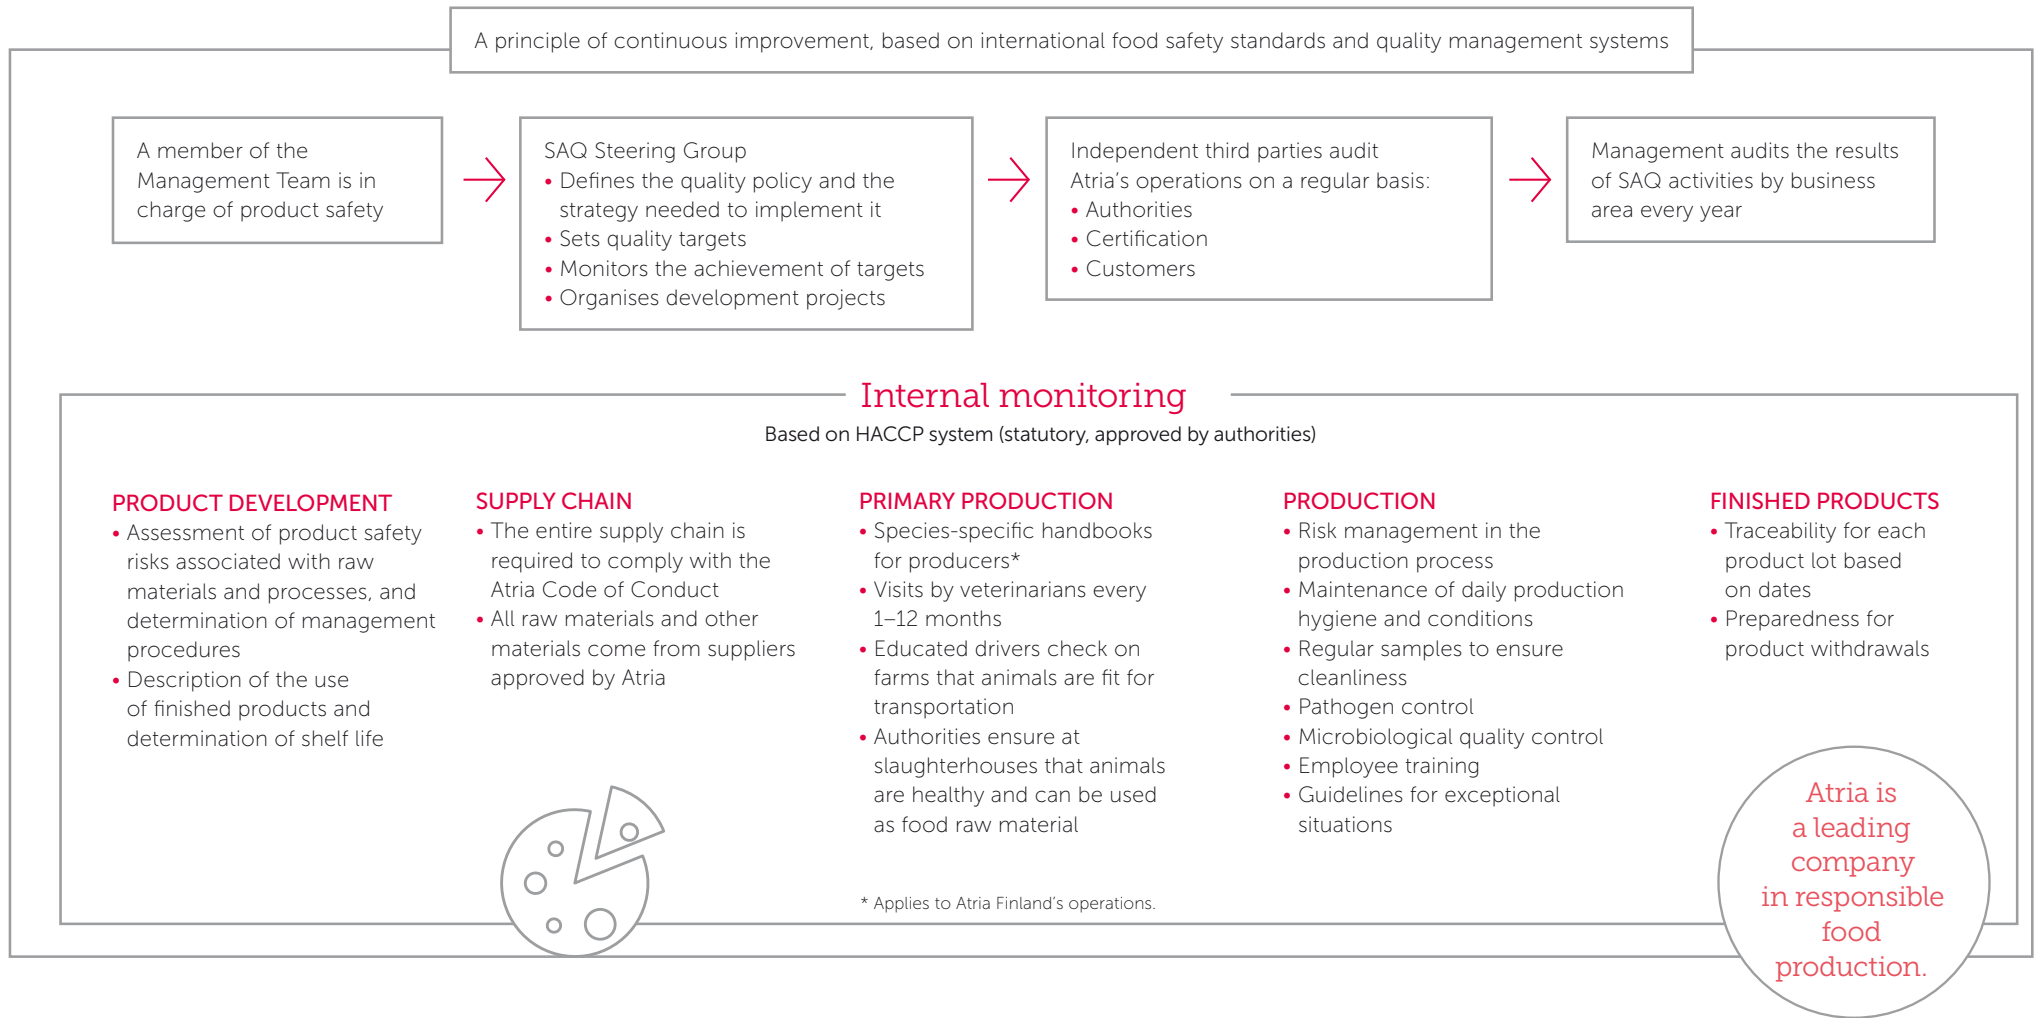 A principle of continuous improvement, based on international food safety standards and quality management systems
A member of the
Management Team is in
charge of product safety
SAQ Steering Group
• Defines the quality policy and the
strategy needed to implement it
• Sets quality targets
• Monitors the achievement of targets
• Organises development projects
Independent third parties audit
Atria’s operations on a regular basis:
• Authorities
• Certification
• Customers
Management audits the results
of SAQ activities by business
area every year
Internal monitoring
Based on HACCP system (statutory, approved by authorities)
PRODUCT DEVELOPMENT
• Assessment of product safety
risks associated with raw
materials and processes, and
determination of management
procedures
• Description of the use
of finished products and
determination of shelf life
SUPPLY CHAIN
• The entire supply chain is
required to comply with the
Atria Code of Conduct
• All raw materials and other
materials come from suppliers
approved by Atria
PRIMARY PRODUCTION
• Species-specific handbooks
for producers*
• Visits by veterinarians every
1–12 months
• Educated drivers check on
farms that animals are fit for
transportation
• Authorities ensure at
slaughterhouses that animals
are healthy and can be used
as food raw material
* Applies to Atria Finland’s operations.
PRODUCTION
• Risk management in the
production process
• Maintenance of daily production
hygiene and conditions
• Regular samples to ensure
cleanliness
• Pathogen control
• Microbiological quality control
• Employee training
• Guidelines for exceptional
situations
FINISHED PRODUCTS
• Traceability for each
product lot based
on dates
• Preparedness for
product withdrawals
Atria is
a leading
company
in responsible
food
production.